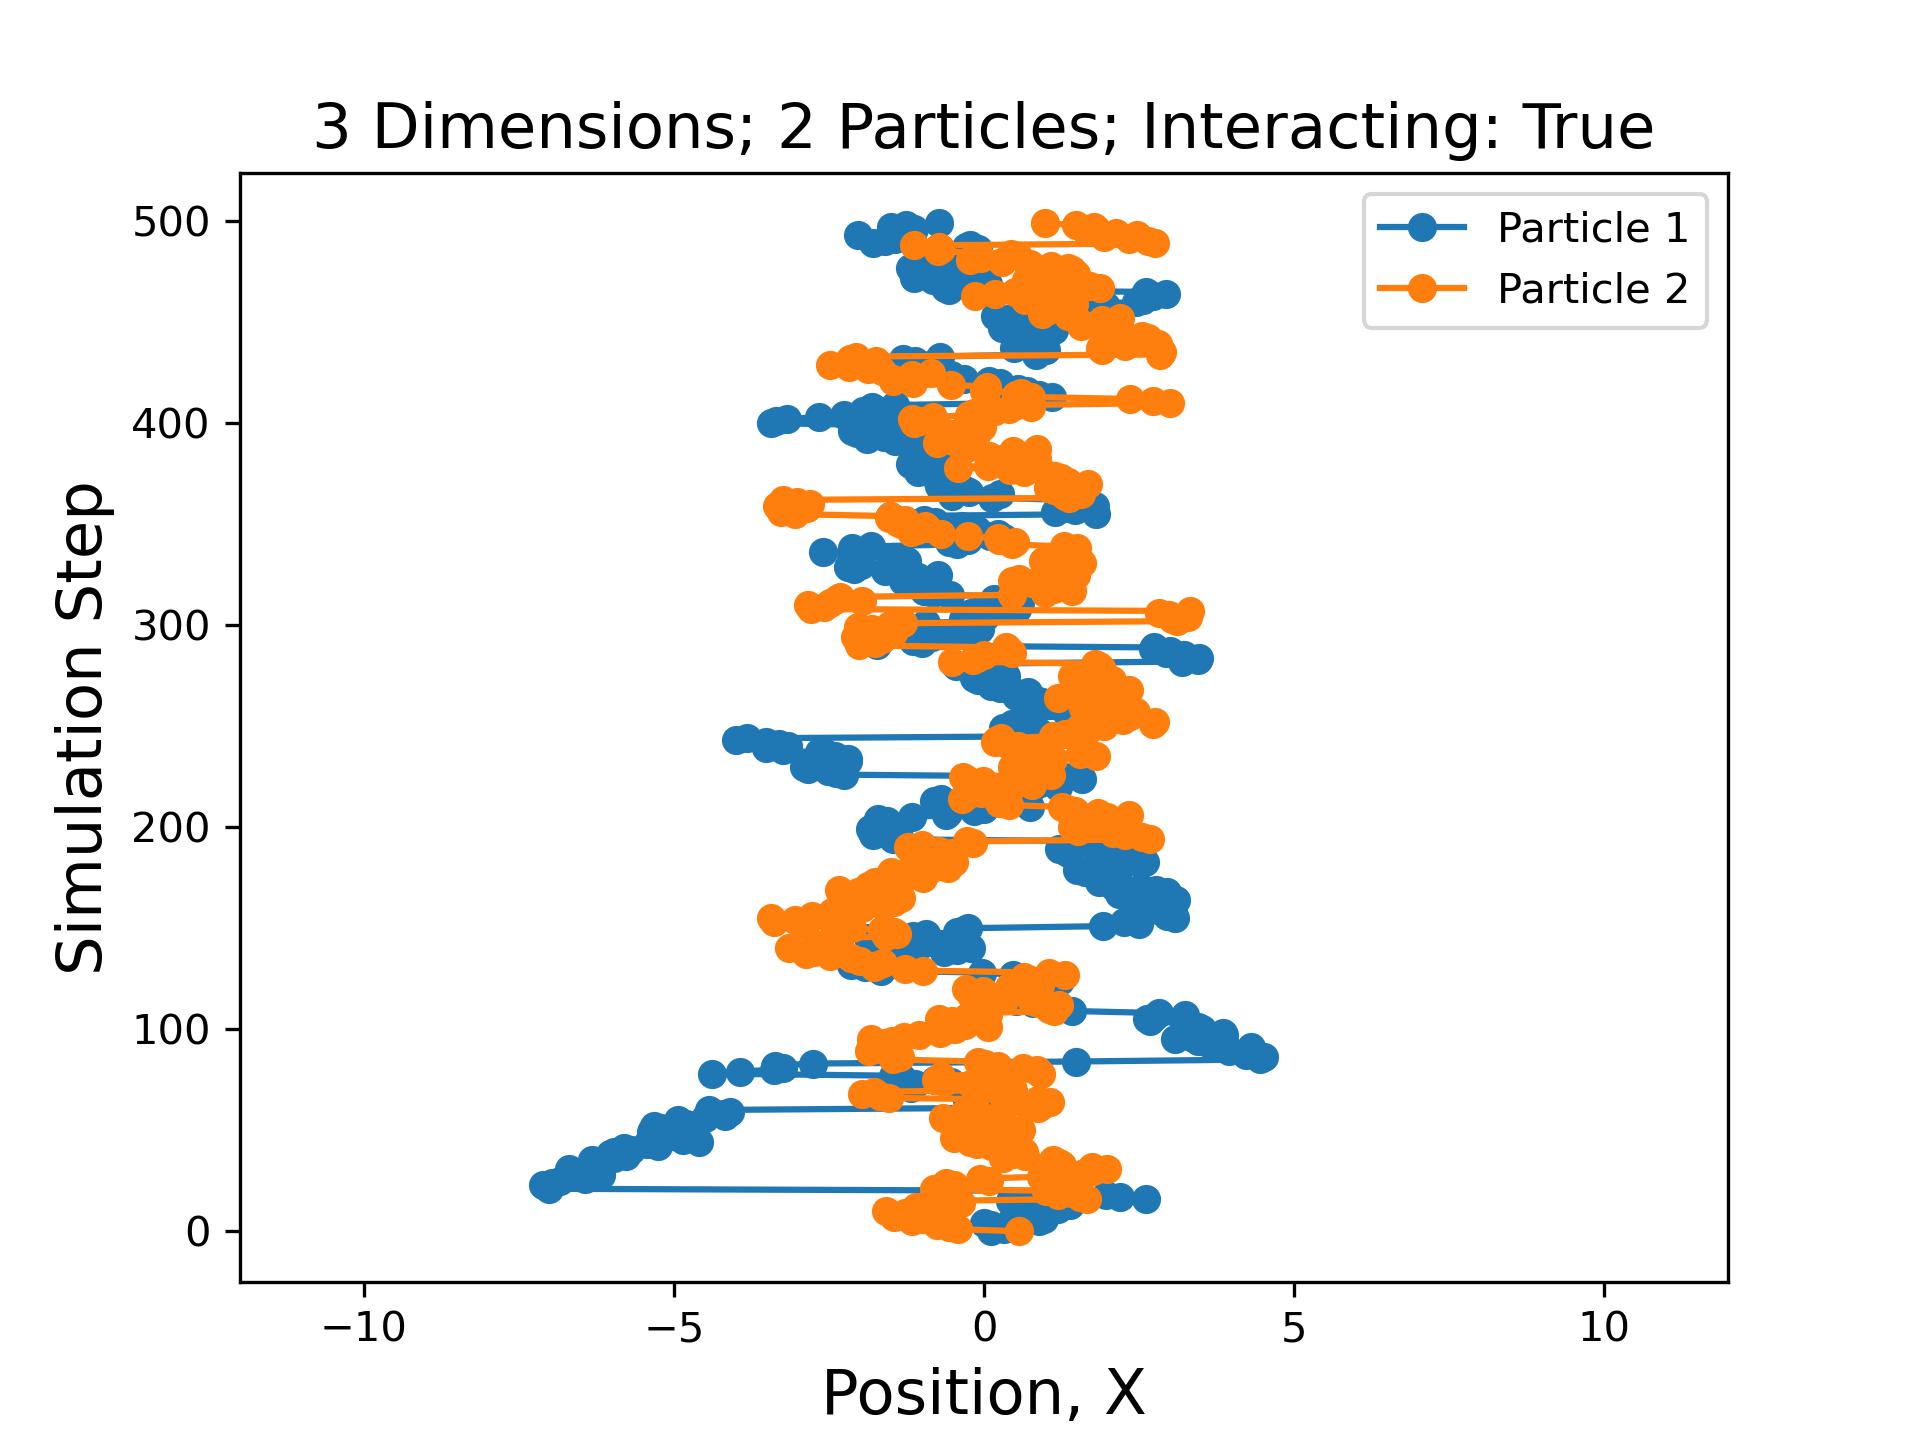 3 Dimensions; 2 Particles; Interacting: True
Particle 1
Particle 2
Simulation Step
500
400
300
200
100
0
−10
−5
0
5
10
Position, X